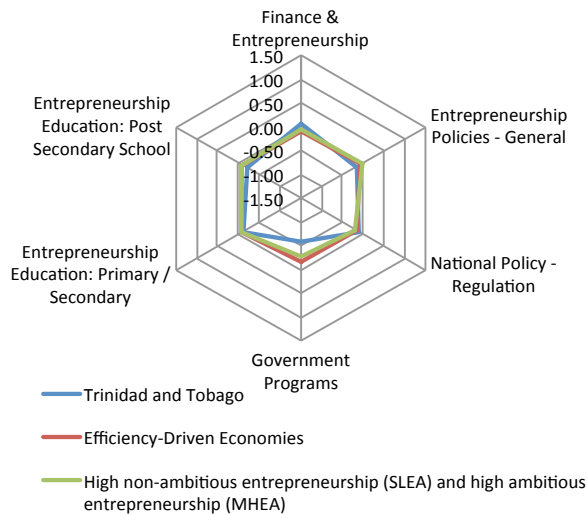 Finance &
Entrepreneurship
1.50
1.00
0.50
0.00
-0.50
-1.00
-1.50
Entrepreneurship
Policies - General
National Policy -
Regulation
Government
Programs
Entrepreneurship
Education: Primary /
Secondary
Entrepreneurship
Education: Post
Secondary School
Trinidad and Tobago
Efficiency-Driven Economies
High non-ambitious entrepreneurship (SLEA) and high ambitious
entrepreneurship (MHEA)